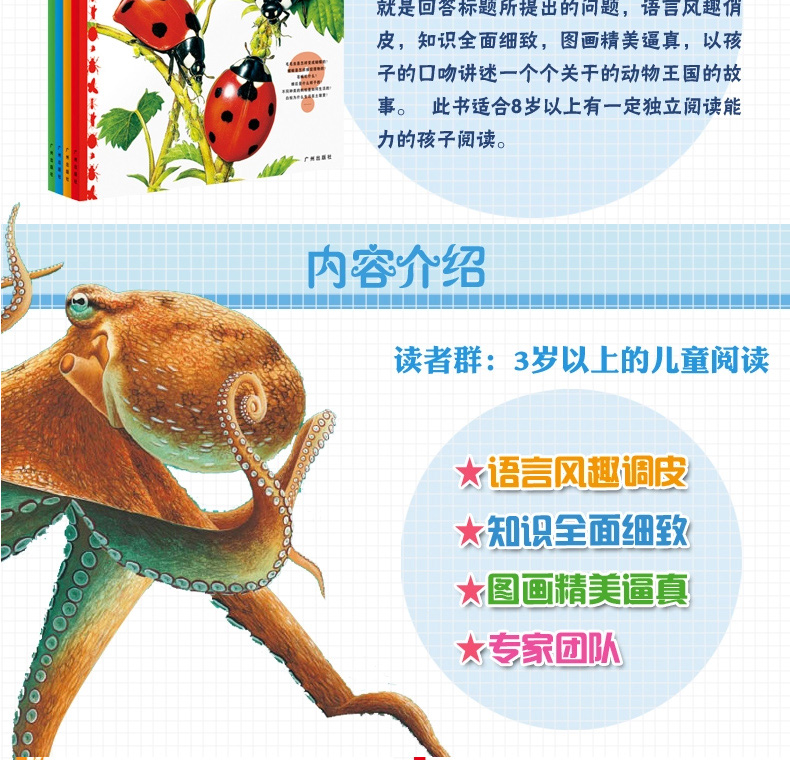 就是回答标题所提出的问题，语言风趣俏
皮，知识全面细致，图画精美逼真，以孩
子的口吻讲述一个个关于的动物王国的故
事。 此书适合8岁以上有一定独立阅读能
力的孩子阅读。
广州出版社
内容介绍
读者群：3岁以上的儿童阅读
★语言风趣调皮
★知识全面细致
★图画精美逼真
★专家团队